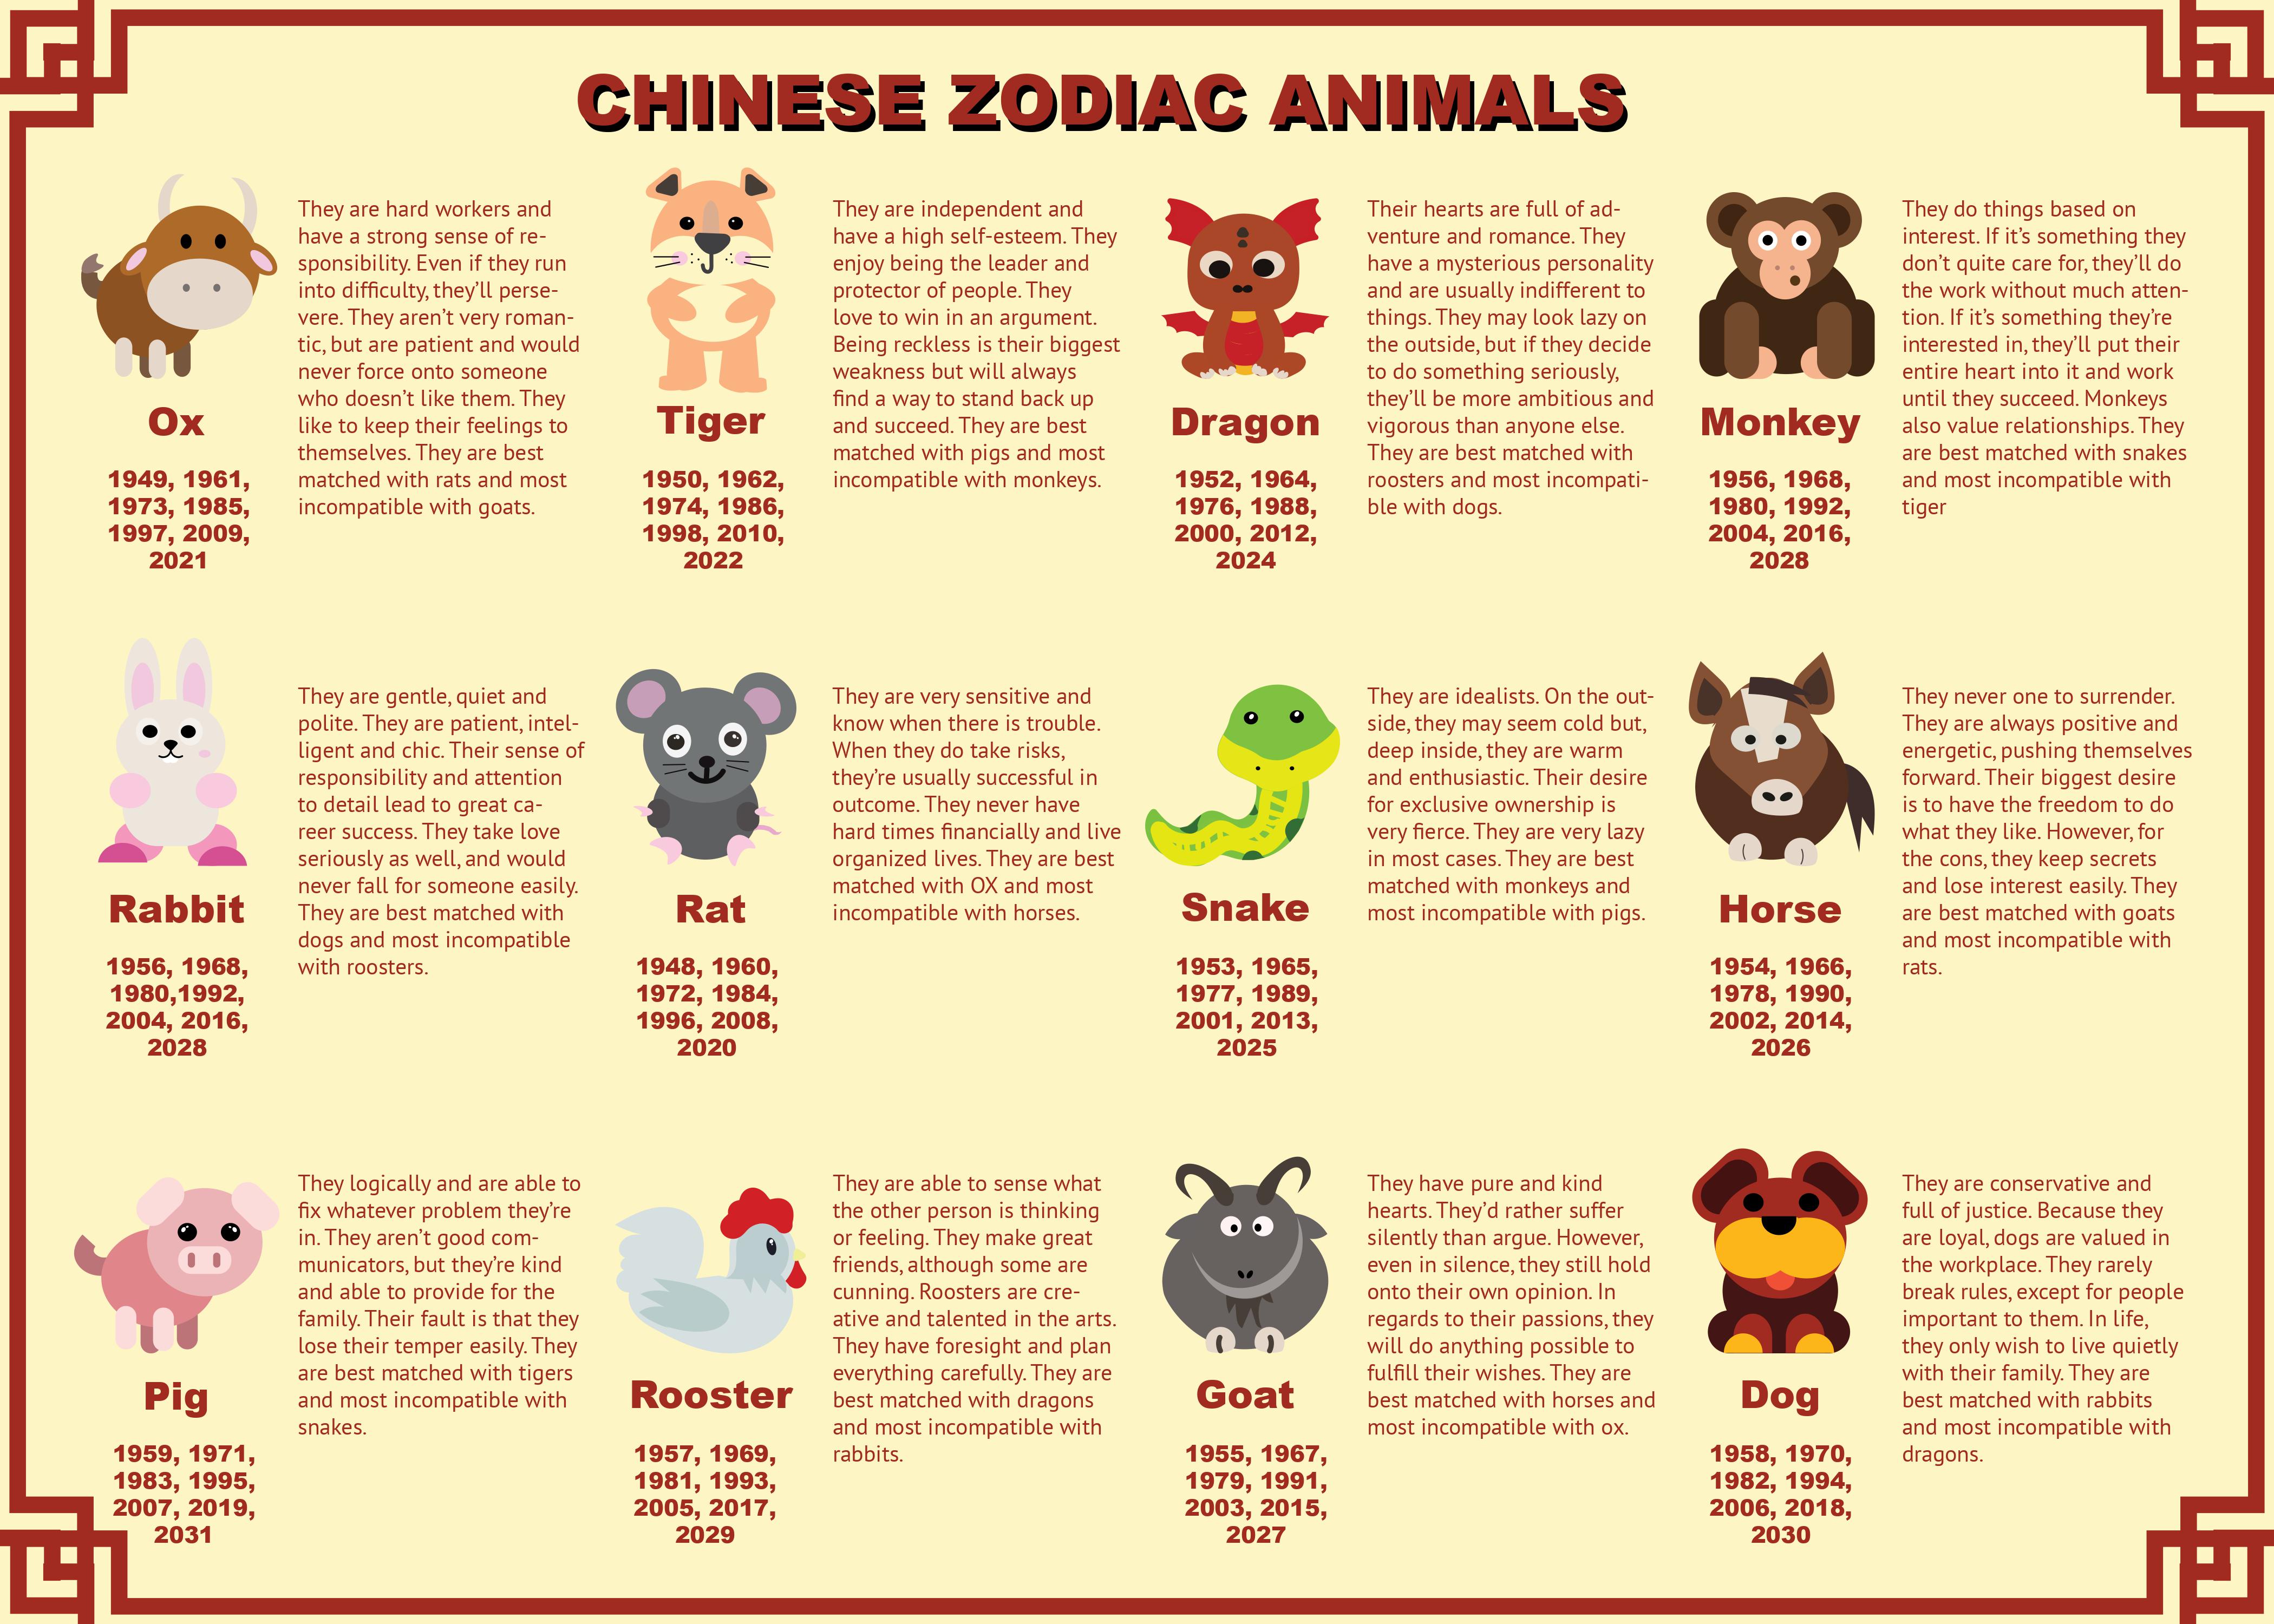 CHINESE ZODIAC ANIMALS
They are hard workers and
have a strong sense of re-
sponsibility. Even if they run
into difficulty, they'll perse-
vere. They aren't very roman-
tic, but are patient and would
never force onto someone
who doesn't like them. They
like to keep their feelings to
themselves. They are best
matched with rats and most
incompatible with goats.
Ox
1949, 1961,
1973, 1985,
1997, 2009,
2021
They are independent and
have a high self-esteem. They
enjoy being the leader and
protector of people. They
love to win in an argument.
Being reckless is their biggest
weakness but will always
find a way to stand back up
and succeed. They are best
matched with pigs and most
incompatible with monkeys.
Tiger
1950, 1962,
1974, 1986,
1998, 2010,
2022
Their hearts are full of ad-
venture and romance. They
have a mysterious personality
and are usually indifferent to
things. They may look lazy on
the outside, but if they decide
to do something seriously,
they'll be more ambitious and
vigorous than anyone else.
They are best matched with
roosters and most incompati-
ble with dogs.
Dragon
1952, 1964,
1976, 1988,
2000, 2012,
2024
They do things based on
interest. If it's something they
don't quite care for, they'll do
the work without much atten-
tion. If it's something they're
interested in, they'll put their
entire heart into it and work
until they succeed. Monkeys
also value relationships. They
are best matched with snakes
and most incompatible with
tiger
Monkey
1956, 1968,
1980, 1992,
2004, 2016,
2028
They are gentle, quiet and
polite. They are patient, intel-
ligent and chic. Their sense of
responsibility and attention
to detail lead to great ca-
reer success. They take love
seriously as well, and would
never fall for someone easily.
They are best matched with
dogs and most incompatible
with roosters.
Rabbit
1956, 1968,
1980,1992,
2004, 2016,
2028
They are very sensitive and
know when there is trouble.
When they do take risks,
they're usually successful in
outcome. They never have
hard times financially and live
organized lives. They are best
matched with OX and most
incompatible with horses.
Rat
1948, 1960,
1972, 1984,
1996, 2008,
2020
They are idealists. On the out-
side, they may seem cold but,
deep inside, they are warm
and enthusiastic. Their desire
for exclusive ownership is
very fierce. They are very lazy
in most cases. They are best
matched with monkeys and
most incompatible with pigs.
Snake
1953, 1965,
1977, 1989,
2001, 2013,
2025
They never one to surrender.
They are always positive and
energetic, pushing themselves
forward. Their biggest desire
is to have the freedom to do
what they like. However, for
the cons, they keep secrets
and lose interest easily. They
are best matched with goats
and most incompatible with
rats.
Horse
1954, 1966,
1978, 1990,
2002, 2014,
2026
They logically and are able to
fix whatever problem they're
in. They aren't good com-
municators, but they're kind
and able to provide for the
family. Their fault is that they
lose their temper easily. They
are best matched with tigers
and most incompatible with
snakes.
Pig
1959, 1971,
1983, 1995,
2007, 2019,
2031
They are able to sense what
the other person is thinking
or feeling. They make great
friends, although some are
cunning. Roosters are cre-
ative and talented in the arts.
They have foresight and plan
everything carefully. They are
best matched with dragons
and most incompatible with
rabbits.
Rooster
1957, 1969,
1981, 1993,
2005, 2017,
2029
They have pure and kind
hearts. They'd rather suffer
silently than argue. However,
even in silence, they still hold
onto their own opinion. In
regards to their passions, they
will do anything possible to
fulfill their wishes. They are
best matched with horses and
most incompatible with ox.
Goat
1955, 1967,
1979, 1991,
2003, 2015,
2027
They are conservative and
full of justice. Because they
are loyal, dogs are valued in
the workplace. They rarely
break rules, except for people
important to them. In life,
they only wish to live quietly
with their family. They are
best matched with rabbits
and most incompatible with
dragons.
Dog
1958, 1970,
1982, 1994,
2006, 2018,
2030